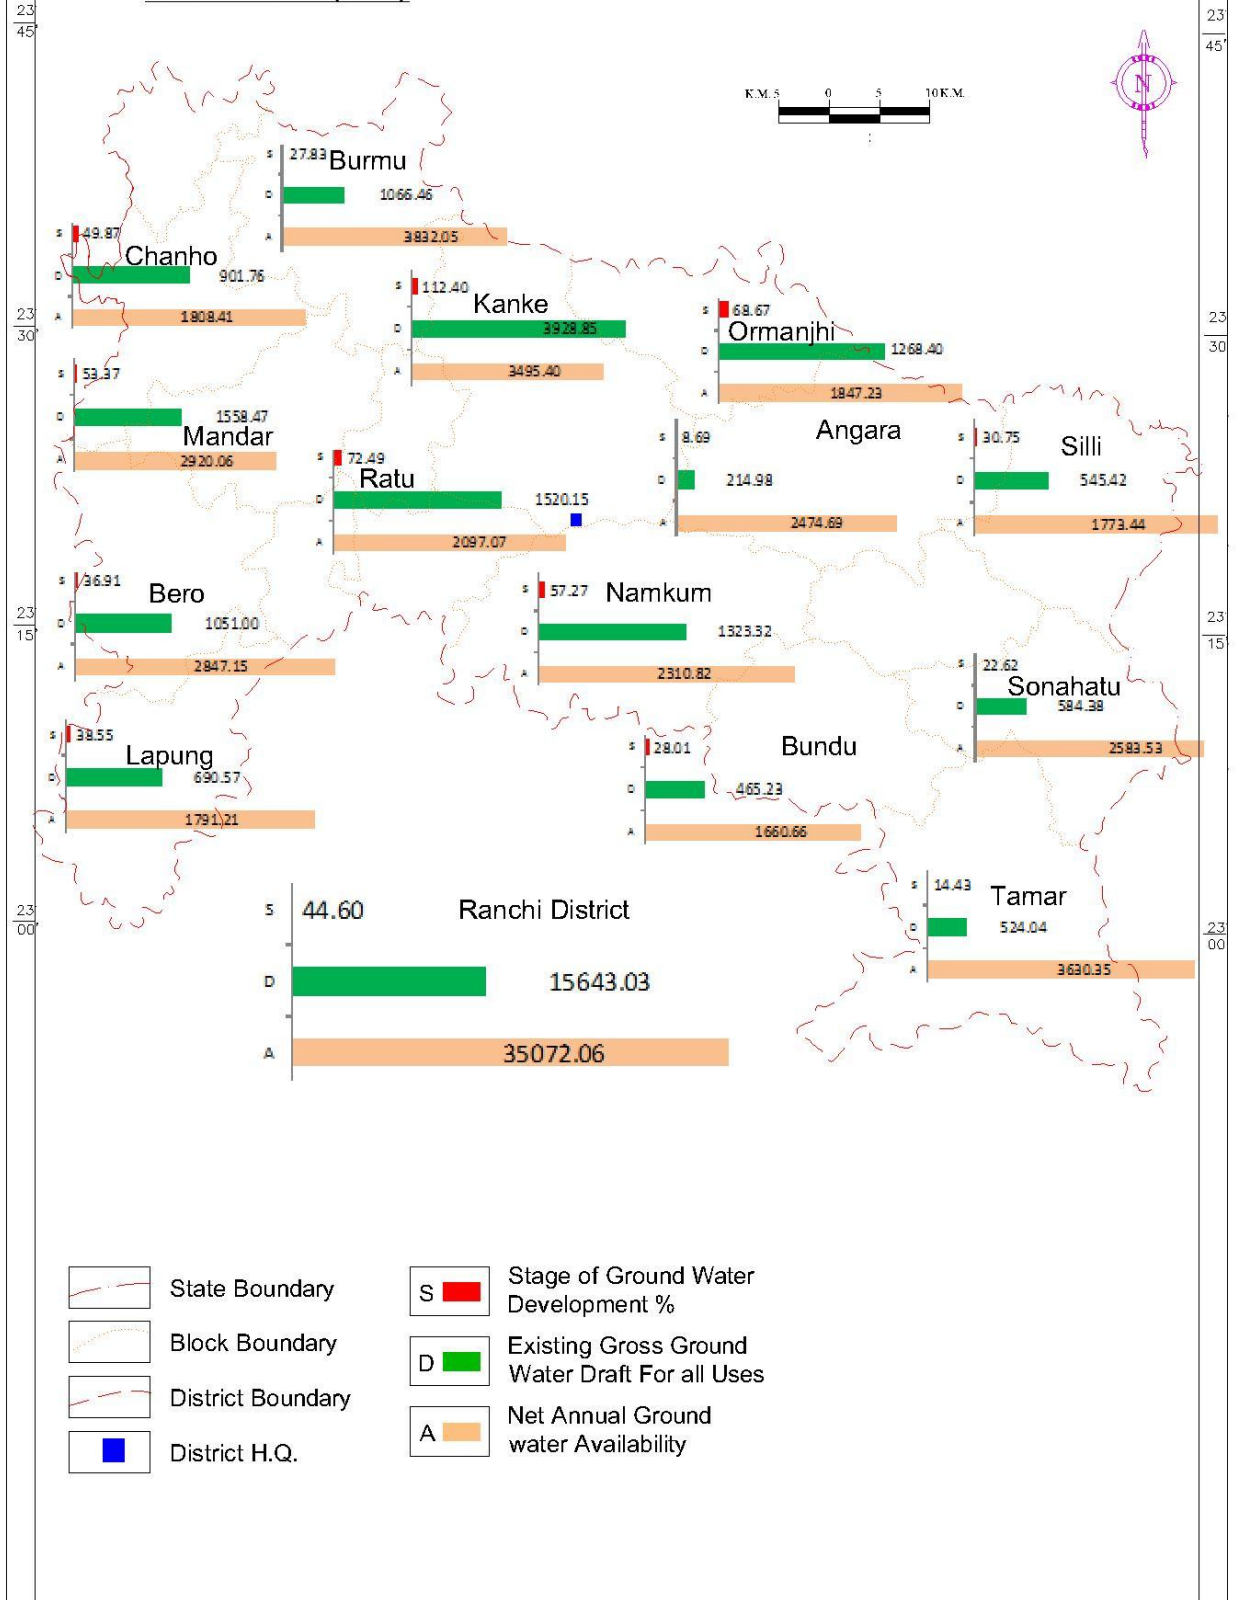 23'
45'
23'
45'
K.M. 5 0 5 10 K.M.
:
N
S 27.83
Burmu
D 1066.46
A 3832.05
S 49.87
Chanho
D 901.76
A 1808.41
S 112.40
Kanke
D 3928.85
A 3495.40
S 68.67
Ormanjhi
D 1268.40
A 1847.23
23'
30'
23
30'
S 53.37
D 1558.47
Mandar
A 2920.06
S 72.49
Ratu
D 1520.15
A 2097.07
Angara
S 8.69
D 214.98
A 2474.69
S 30.75
Silli
D 545.42
A 1773.44
S 36.91
Bero
D 1051.00
A 2847.15
S 57.27
Namkum
D 1323.32
A 2310.82
23'
15'
23'
15'
S 22.62
Sonahatu
D 584.38
A 2583.53
S 38.55
Lapung
D 690.57
A 1791.21
Bundu
S 28.01
D 465.23
A 1660.66
S 14.43
Tamar
D 524.04
A 3630.35
23'
00'
23'
00
S 44.60 Ranchi District
D 15643.03
A 35072.06
State Boundary
Block Boundary
District Boundary
District H.Q.
S Stage of Ground Water
Development %
D Existing Gross Ground
Water Draft For all Uses
A Net Annual Ground
water Availability